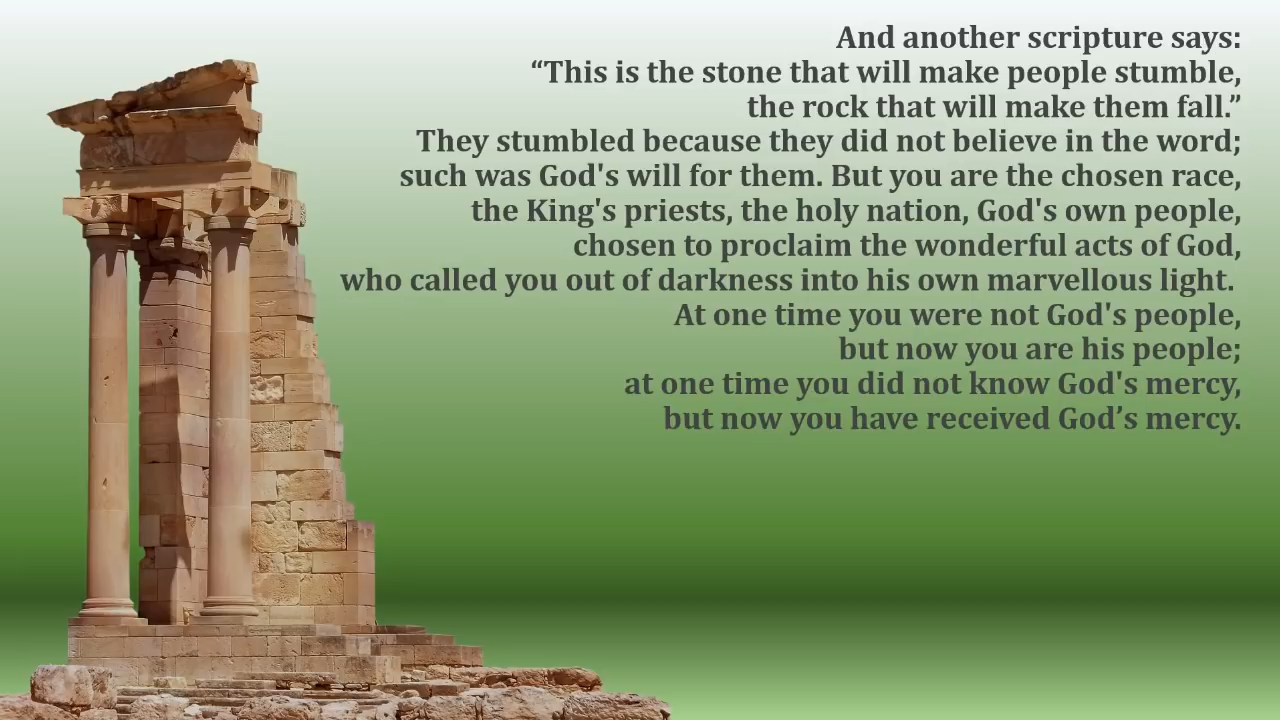 And another scripture says:
“This is the stone that will make people stumble,
the rock that will make them fall.”
They stumbled because they did not believe in the word;
such was God's will for them. But you are the chosen race,
the King's priests, the holy nation, God's own people,
chosen to proclaim the wonderful acts of God,
who called you out of darkness into his own marvellous light.
At one time you were not God's people,
but now you are his people;
at one time you did not know God's mercy,
but now you have received God’s mercy.